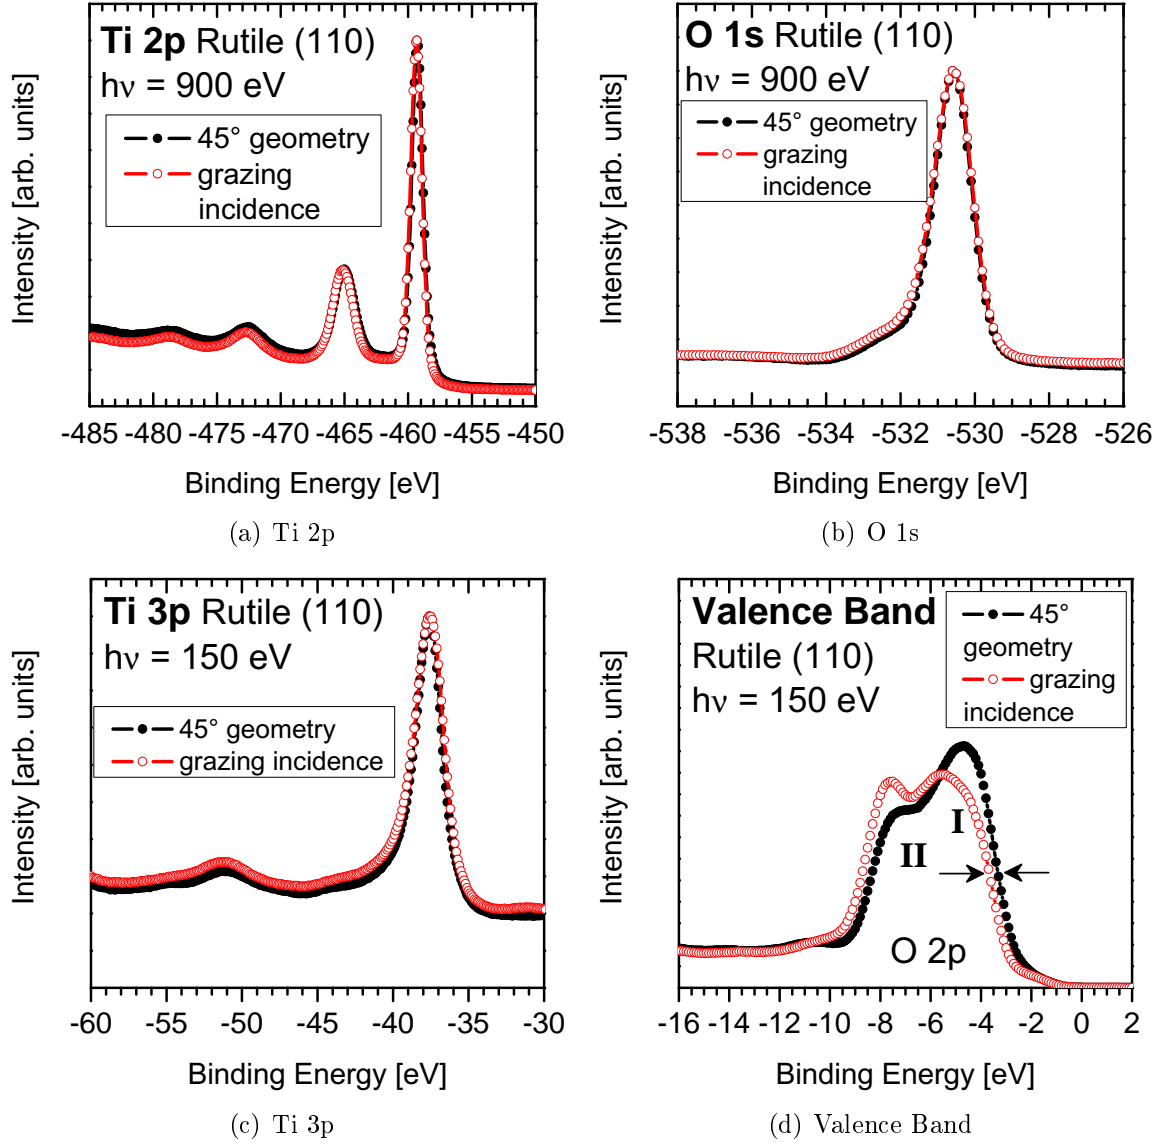 Ti 2p Rutile (110)
hν = 900 eV
45° geometry
grazing
incidence
Intensity [arb. units]
-485 -480 -475 -470 -465 -460 -455 -450
Binding Energy [eV]
(a) Ti 2p
O 1s Rutile (110)
hν = 900 eV
45° geometry
grazing
incidence
Intensity [arb. units]
-538 -536 -534 -532 -530 -528 -526
Binding Energy [eV]
(b) O 1s
Ti 3p Rutile (110)
hν = 150 eV
45° geometry
grazing incidence
Intensity [arb. units]
-60 -55 -50 -45 -40 -35 -30
Binding Energy [eV]
(c) Ti 3p
Valence Band
Rutile (110)
hν = 150 eV
45°
geometry
grazing
incidence
I
II
O 2p
Intensity [arb. units]
-16 -14 -12 -10 -8 -6 -4 -2 0 2
Binding Energy [eV]
(d) Valence Band